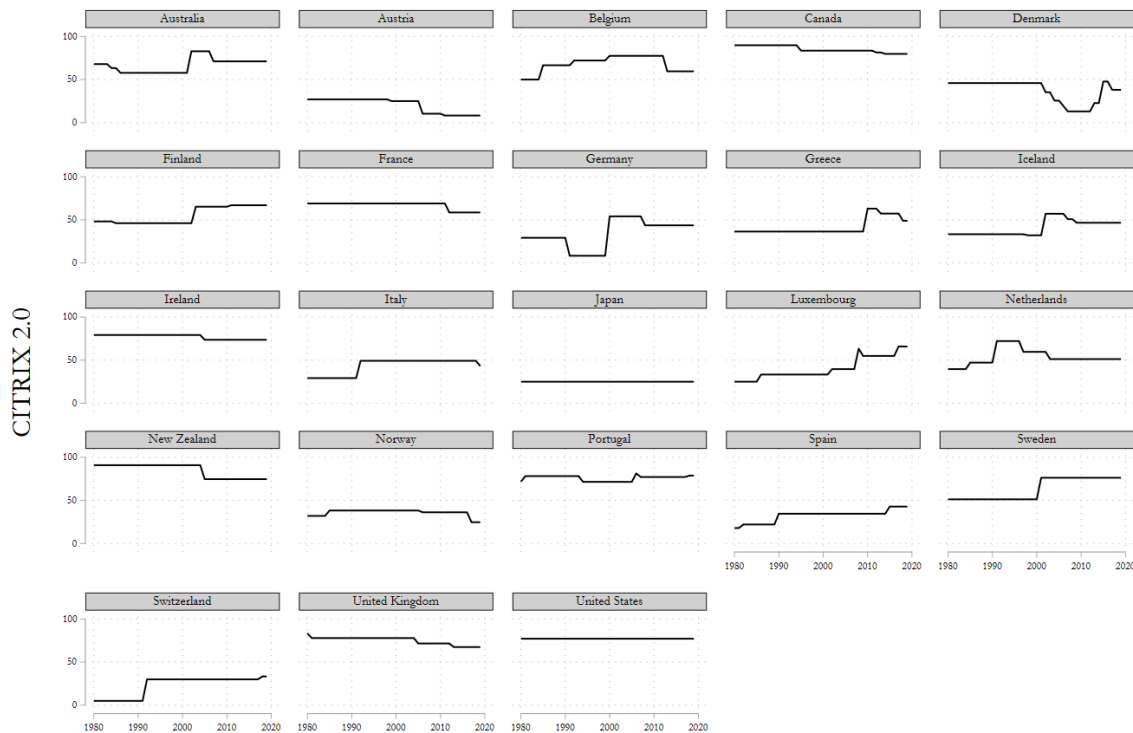 CITRIX 2.0
Australia Austria Belgium Canada Denmark
100
50
0
Finland France Germany Greece Iceland
100
50
0
Ireland Italy Japan Luxembourg Netherlands
100
50
0
New Zealand Norway Portugal Spain Sweden
100
50
0
1980 1990 2000 2010 2020 1980 1990 2000 2010 2020
Switzerland United Kingdom United States
100
50
0
1980 1990 2000 2010 2020 1980 1990 2000 2010 2020 1980 1990 2000 2010 2020